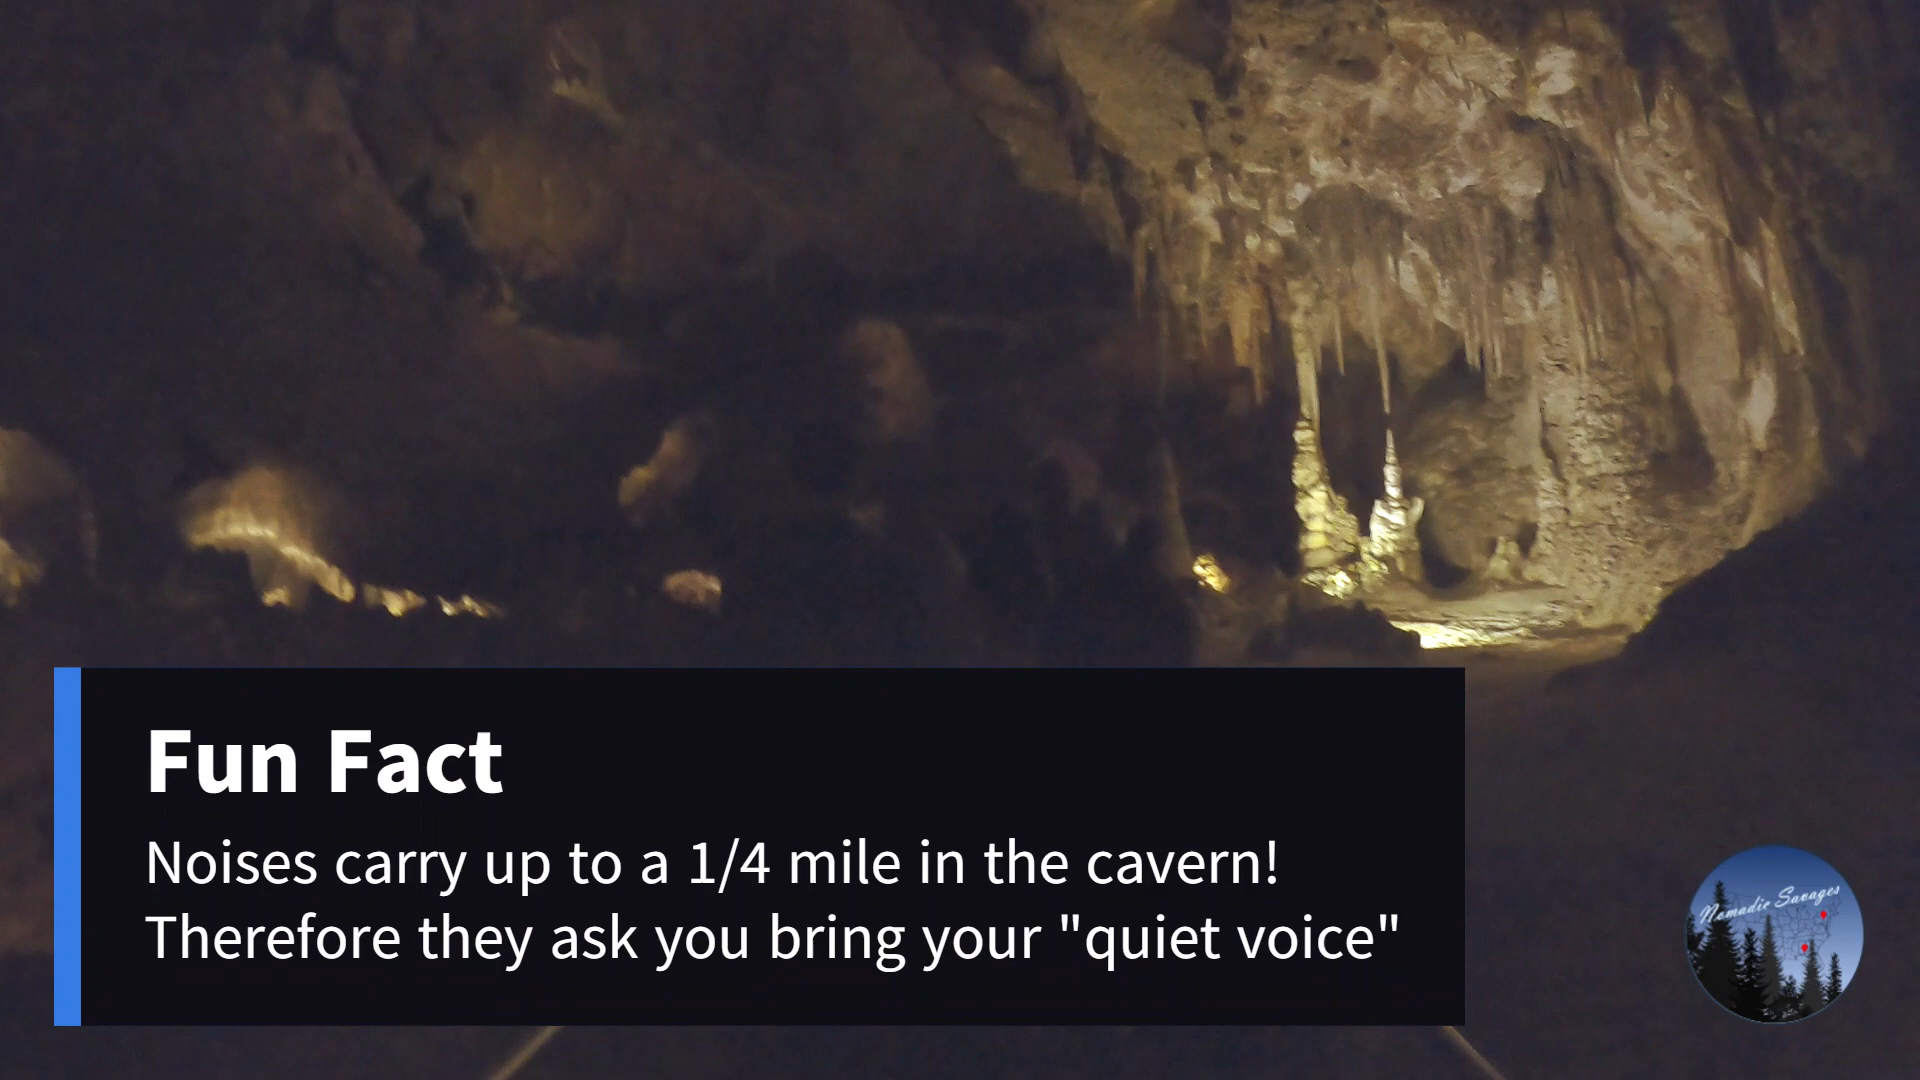 Fun Fact
Noises carry up to a 1/4 mile in the cavern!
Therefore they ask you bring your "quiet voice"
Nomadic Savages